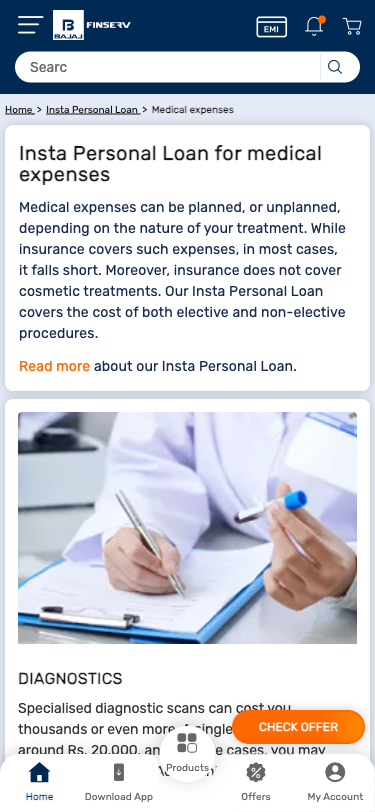 B
BAJAJ
FINSERV
EMI
Searc
Home > Insta Personal Loan > Medical expenses
Insta Personal Loan for medical
expenses
Medical expenses can be planned, or unplanned,
depending on the nature of your treatment. While
insurance covers such expenses, in most cases,
it falls short. Moreover, insurance does not cover
cosmetic treatments. Our Insta Personal Loan
covers the cost of both elective and non-elective
procedures.
Read more about our Insta Personal Loan.
DIAGNOSTICS
Specialised diagnostic scans can cost you
thousands or even more. A single
CHECK OFFER
around Rs. 20,000, an cases, you may
Products
Home
Download App
Offers
My Account